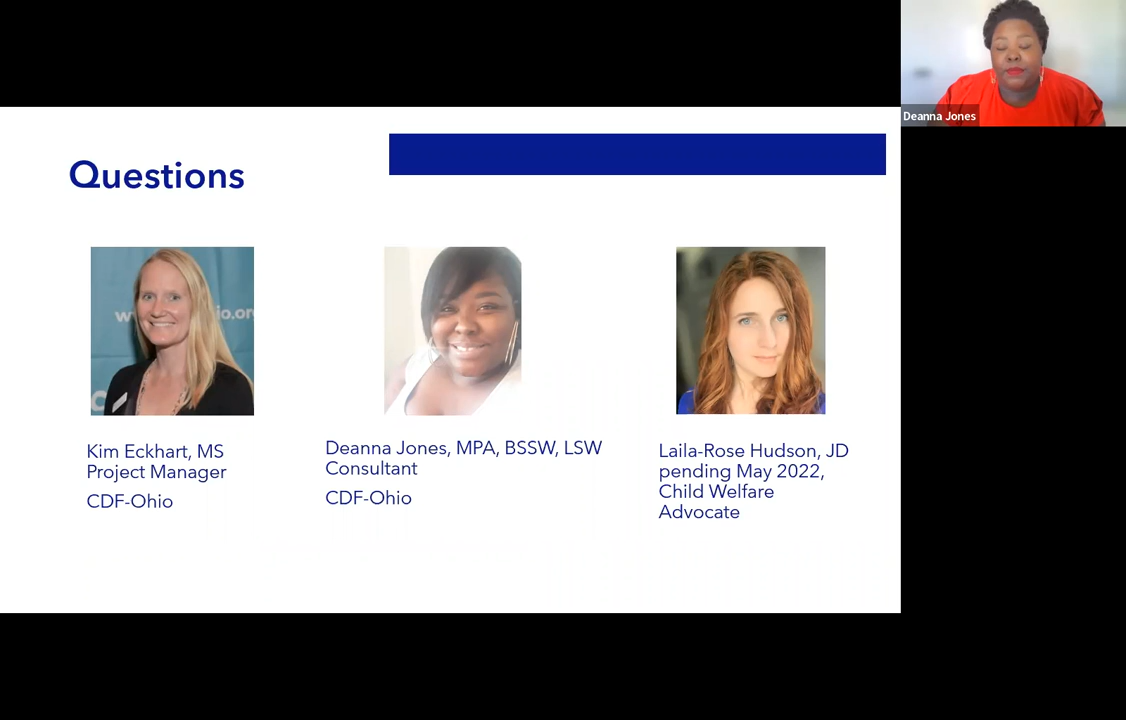 Deanna Jones
Questions
Kim Eckhart, MS
Project Manager
CDF-Ohio
Deanna Jones, MPA, BSSW, LSW
Consultant
CDF-Ohio
Laila-Rose Hudson, JD
pending May 2022,
Child Welfare
Advocate